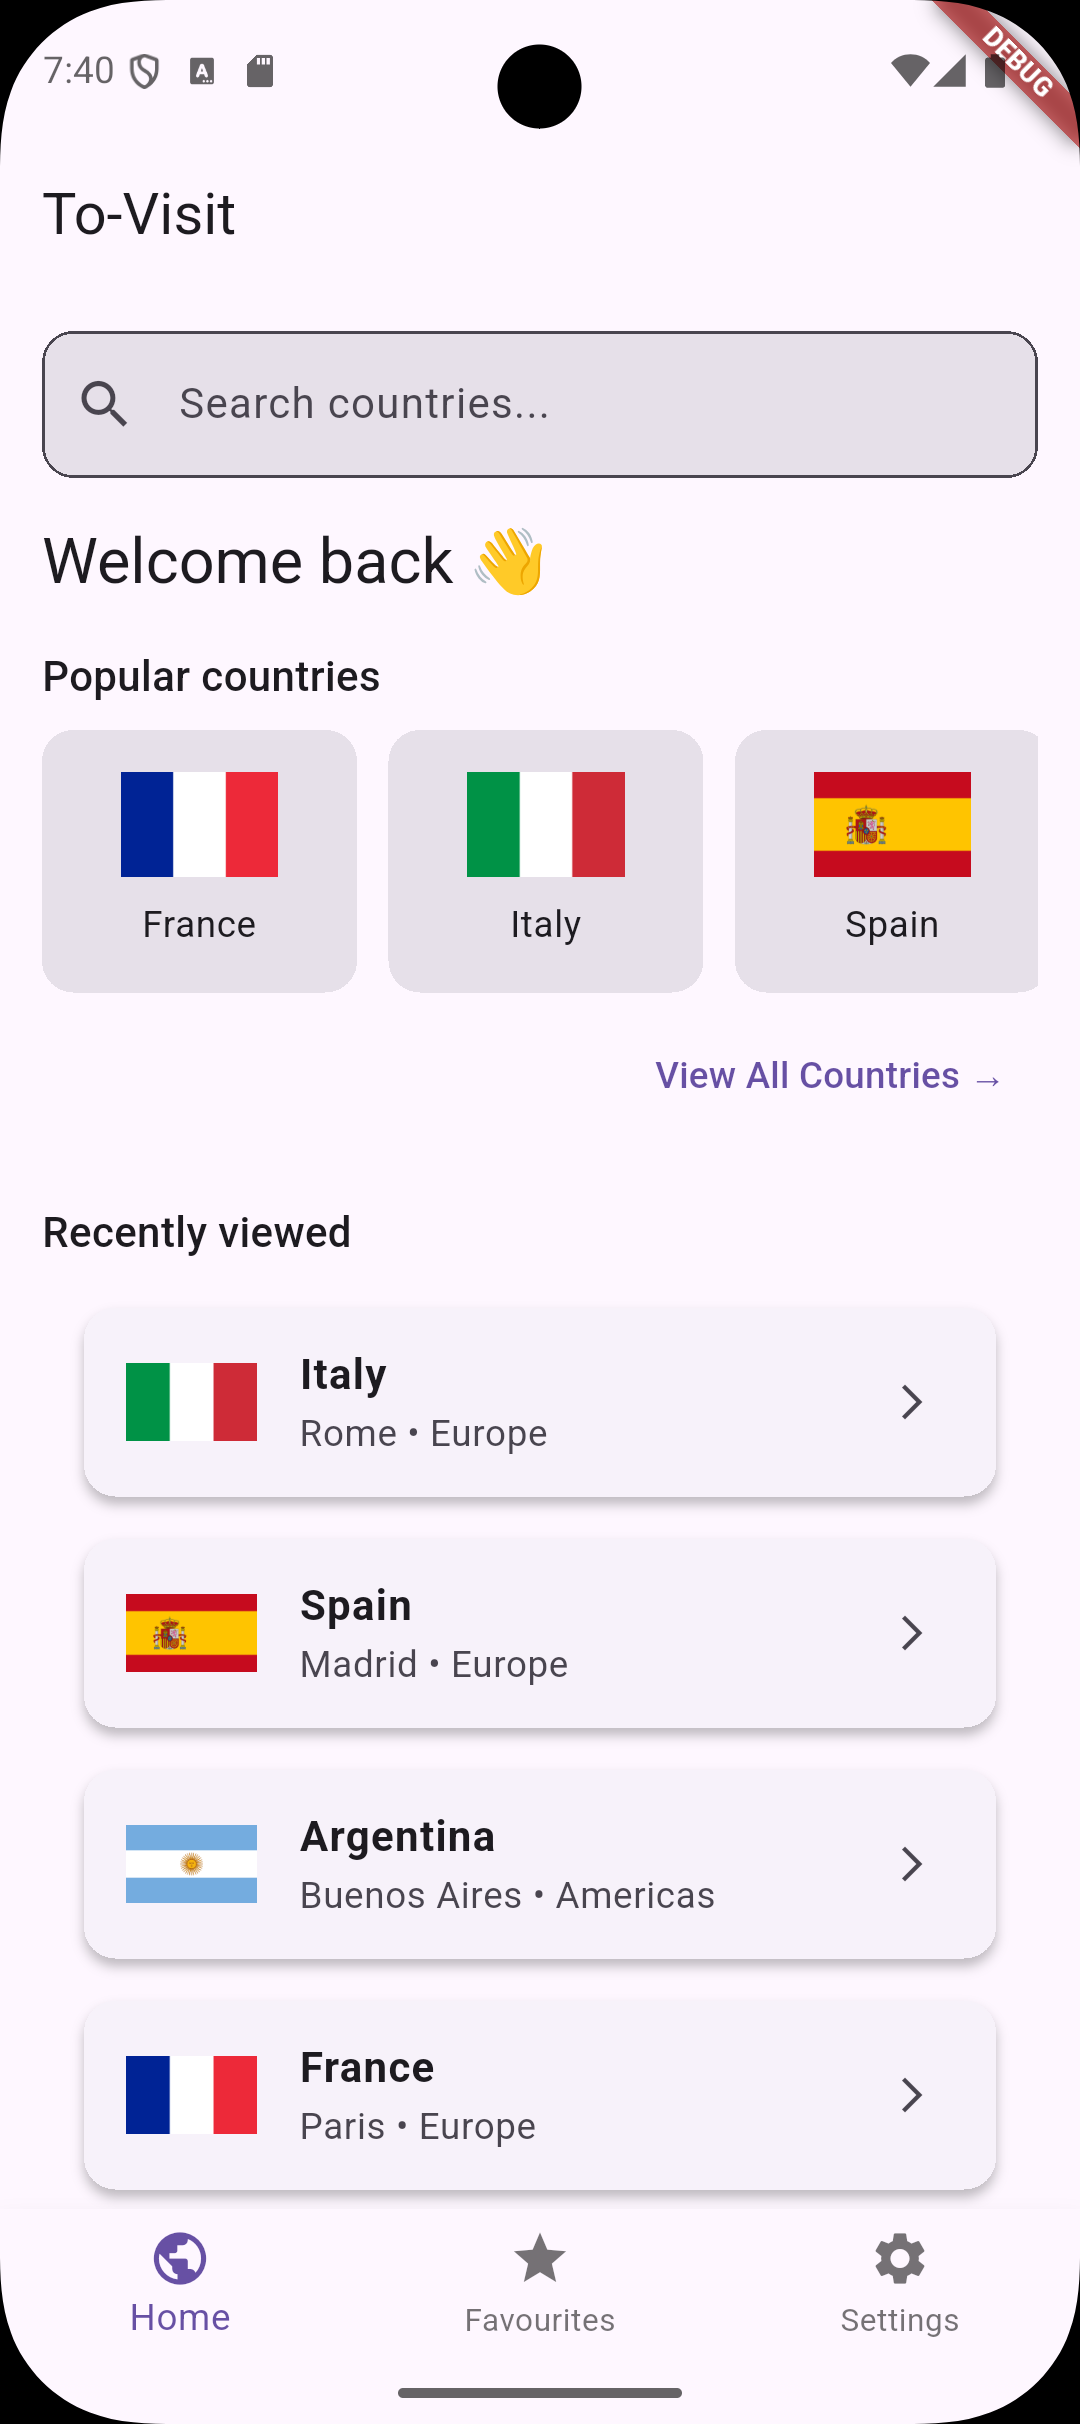 7:40
DEBUG
To-Visit
Search countries...
Welcome back 👋
Popular countries
France
Italy
Spain
View All Countries →
Recently viewed
Italy
Rome • Europe
Spain
Madrid • Europe
Argentina
Buenos Aires • Americas
France
Paris • Europe
Home
Favourites
Settings